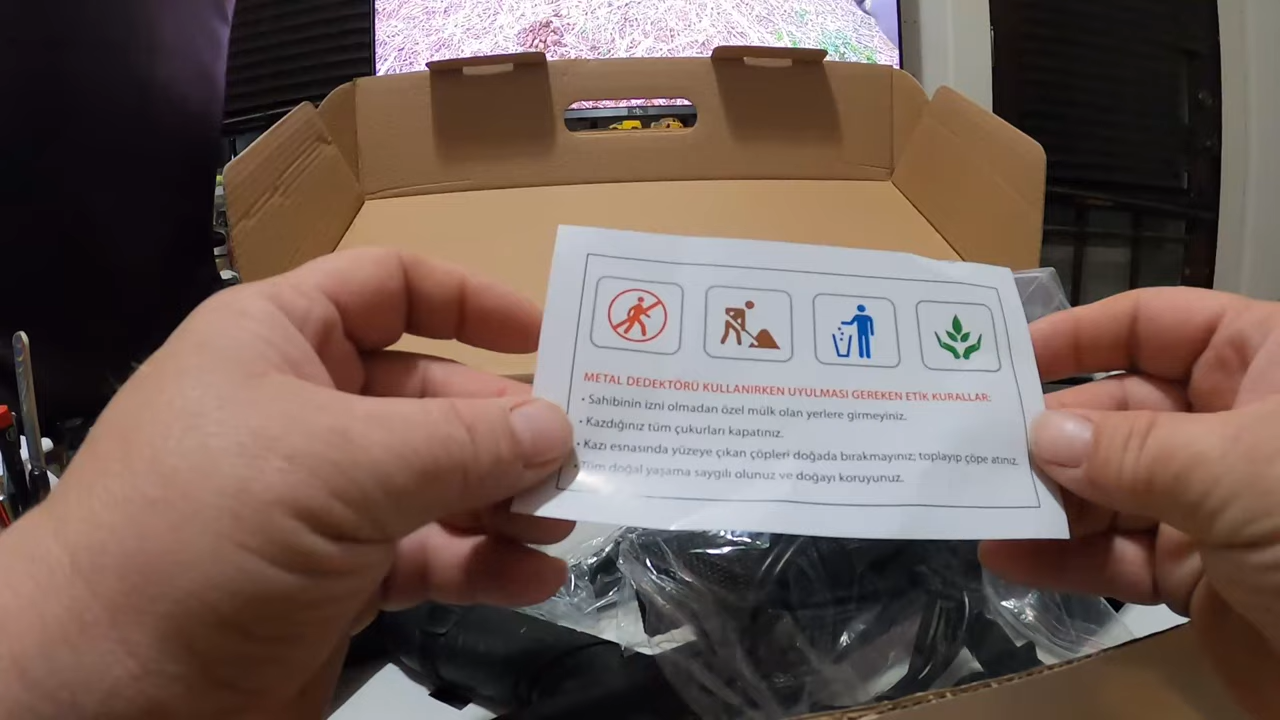 METAL DEDEKTÖRÜ KULLANIRKEN UYULMASI GEREKEN ETİK KURALLAR:
• Sahibinin izni olmadan özel mülk olan yerlere girmeyiniz.
• Kazdığınız tüm çukurları kapatınız.
• Kazı esnasında yüzeye çıkan çöpleri doğada bırakmayınız; toplayıp çöpe atınız.
• Tüm doğal yaşama saygılı olunuz ve doğayı koruyunuz.